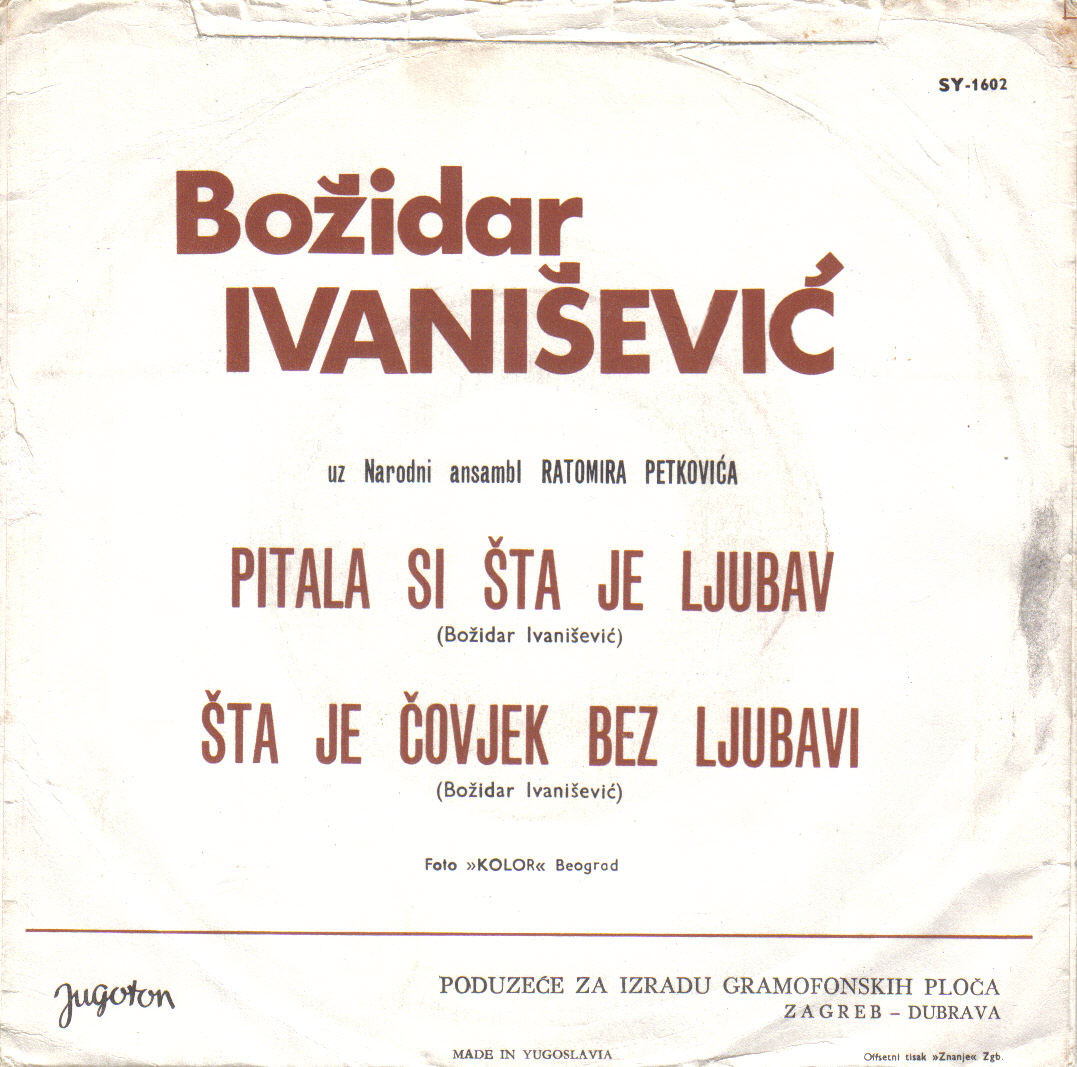 SY-1602
Božidar
IVANIŠEVIĆ
uz Narodni ansambl RATOMIRA PETKOVIĆA
PITALA SI ŠTA JE LJUBAV
(Božidar Ivanišević)
ŠTA JE ČOVJEK BEZ LJUBAVI
(Božidar Ivanišević)
Foto »KOLOR« Beograd
jugoton
PODUZEĆE ZA IZRADU GRAMOFONSKIH PLOČA
ZAGREB – DUBRAVA
MADE IN YUGOSLAVIA
Offsetni tisak »Znanje« Zgb.